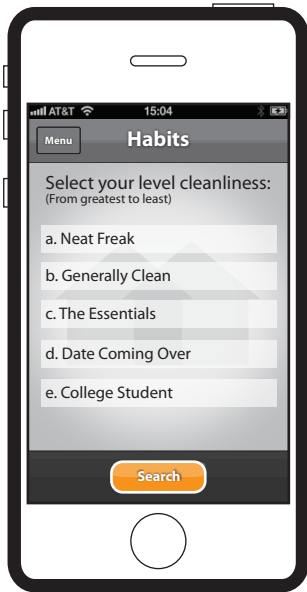 AT&T 15:04
Menu Habits
Select your level cleanliness:
(From greatest to least)
a. Neat Freak
b. Generally Clean
c. The Essentials
d. Date Coming Over
e. College Student
Search